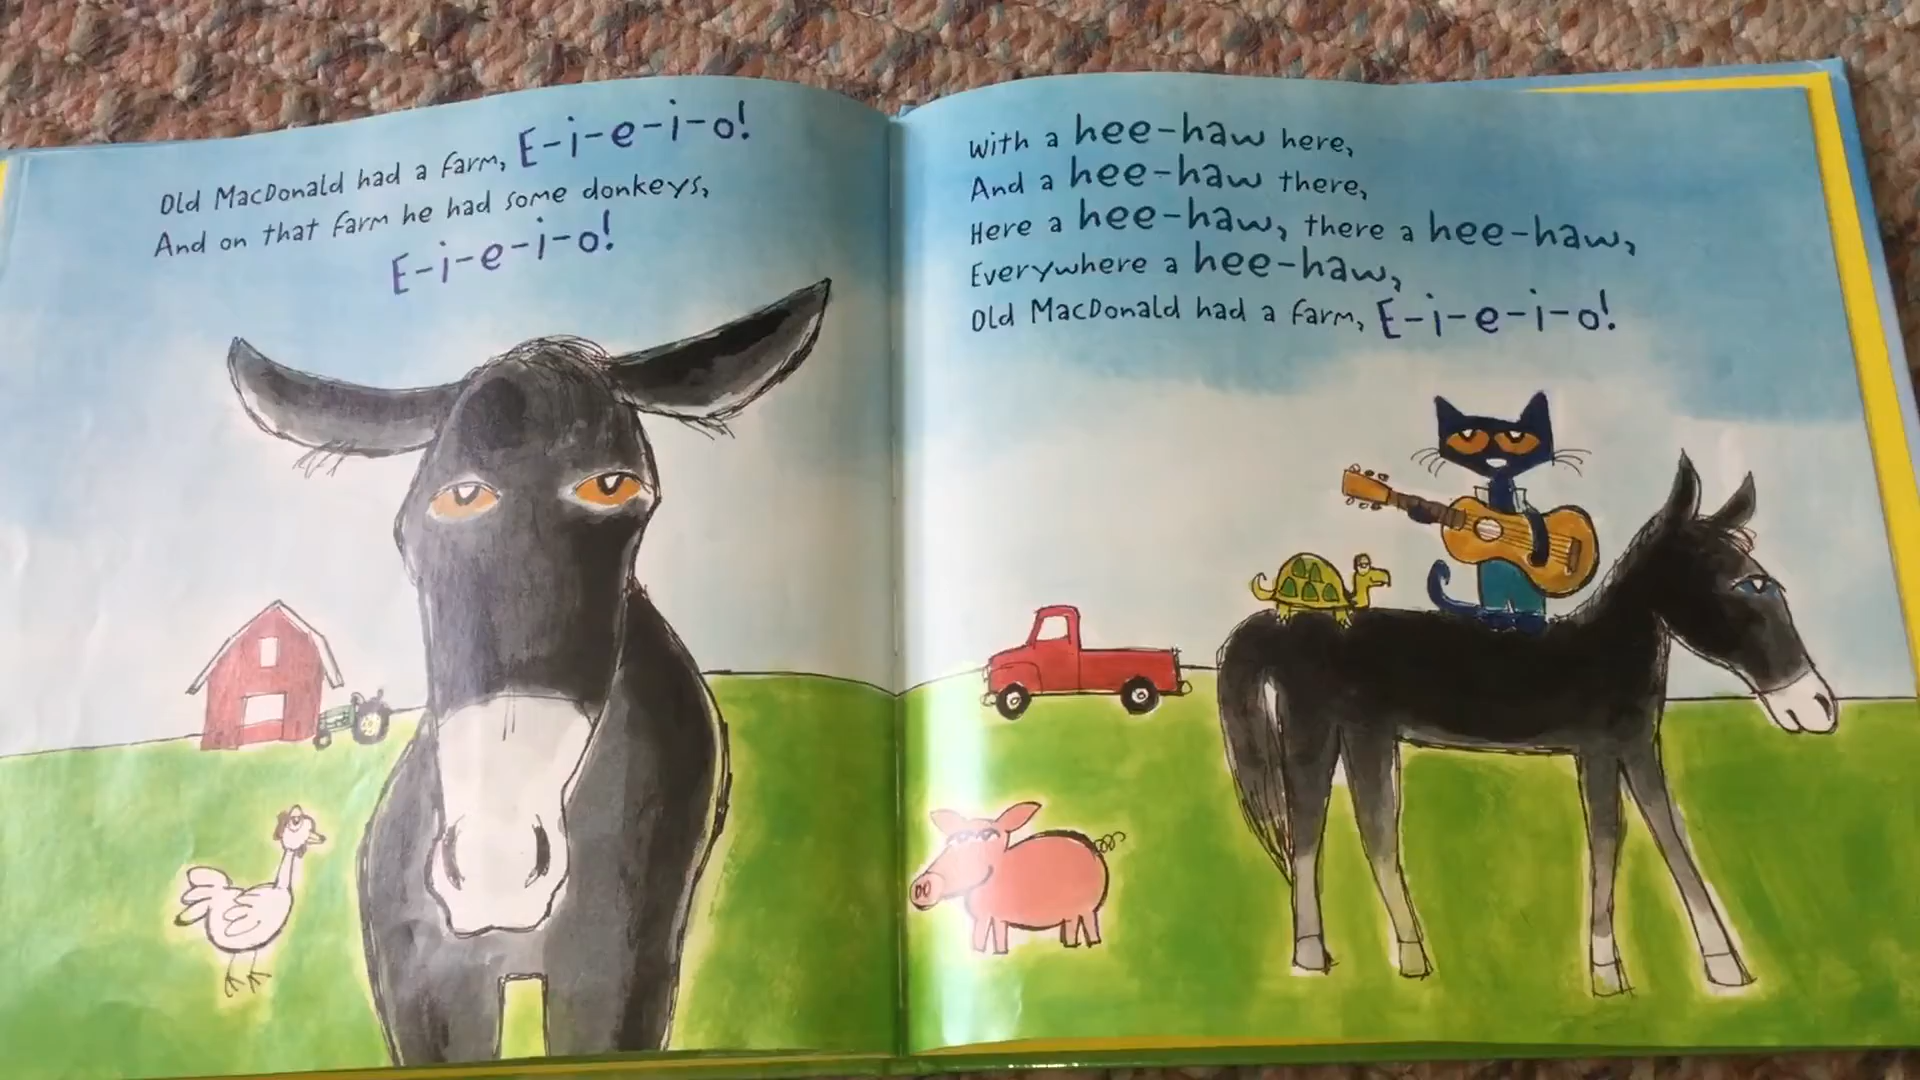 Old MacDonald had a farm, E-i-e-i-o!
And on that farm he had some donkeys,
E-i-e-i-o!
With a hee-haw here,
And a hee-haw there,
Here a hee-haw, there a hee-haw,
Everywhere a hee-haw,
Old MacDonald had a farm, E-i-e-i-o!